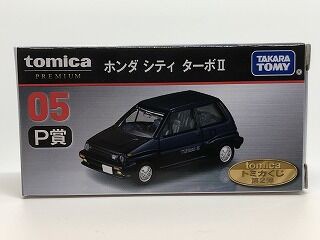 tomica
PREMIUM
ホンダ シティ ターボⅡ
TAKARA
TOMY
05
P賞
tomica
トミカくじ
第2弾